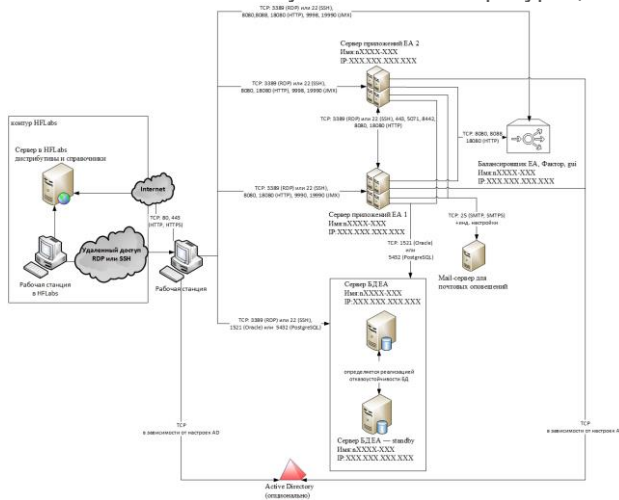 TCP: 3389 (RDP) или 22 (SSH),
8080,8088, 18080 (HTTP), 9998, 19990 (JMX)
Сервер приложений ЕА 2
Имя:nXXXX-XXX
IP:XXX.XXX.XXX.XXX
TCP: 3389 (RDP) или 22 (SSH),
8080, 18080 (HTTP), 9998, 19990 (JMX)
контур HFLabs
Сервер в HFLabs
дистрибутивы и справочники
TCP: 3389 (RDP) или 22 (SSH), 443, 5071, 8443,
8080, 18080 (HTTP)
TCP: 8080, 8088,
18080 (HTTP)
Балансировщик ЕА, Фактор, gui
Имя:nXXXX-XXX
IP:XXX.XXX.XXX.XXX
Internet
TCP: 3389 (RDP) или 22 (SSH),
8080, 18080 (HTTP), 9990, 19990 (JMX)
Сервер приложений ЕА 1
Имя:nXXXX-XXX
IP:XXX.XXX.XXX.XXX
TCP: 80, 443
(HTTP, HTTPS)
TCP: 25 (SMTP, SMTPS)
+инд. настройки
Удаленный доступ
RDP или SSH
TCP: 1521 (Oracle)
или
5432 (PostgreSQL)
Рабочая станция
в HFLabs
Рабочая станция
Mail-сервер для
почтовых оповещений
Сервер БД ЕА
Имя:nXXXX-XXX
IP:XXX.XXX.XXX.XXX
TCP: 3389 (RDP) или 22 (SSH),
1521 (Oracle) или 5432 (PostgreSQL)
определяется реализацией
отказоустойчивости БД
Сервер БД ЕА — standby
Имя:nXXXX-XXX
IP:XXX.XXX.XXX.XXX
TCP
в зависимости от настроек AD
TCP
в зависимости от настроек
Active Directory
(опционально)